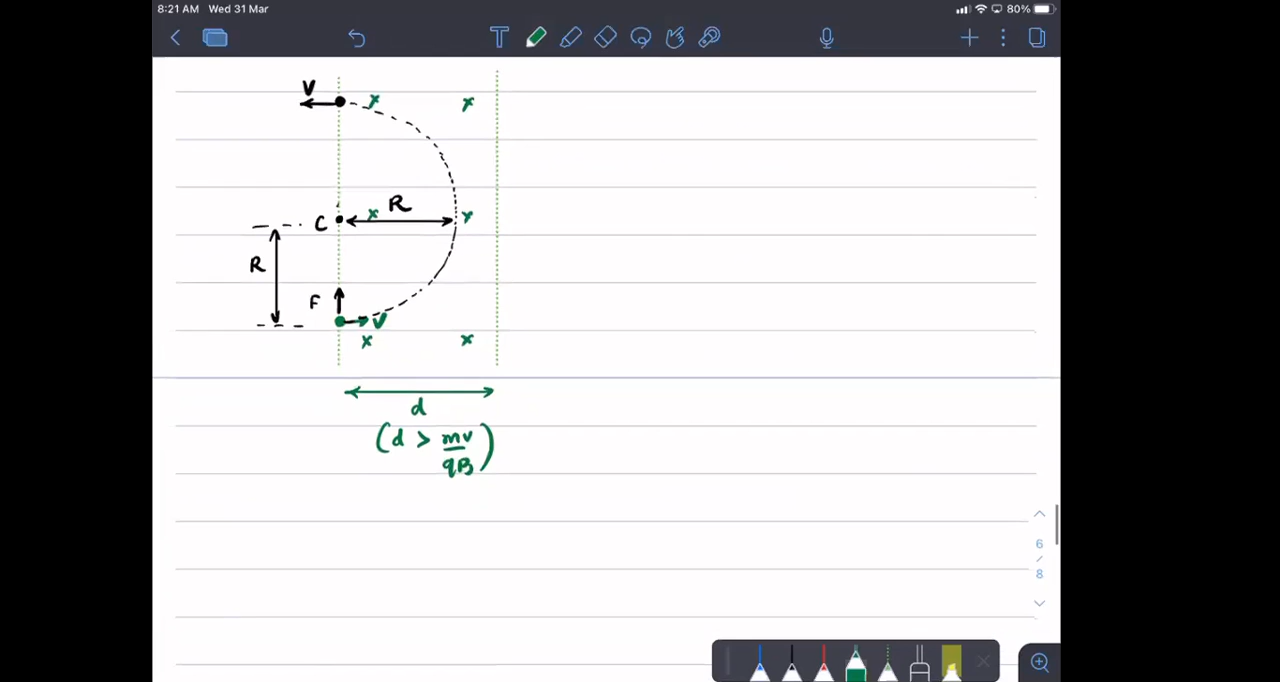 8:21 AM Wed 31 Mar
80%
T
V
x x
C x R x
R
F
V
x x
d
(d > mv
qB)
6
/
8